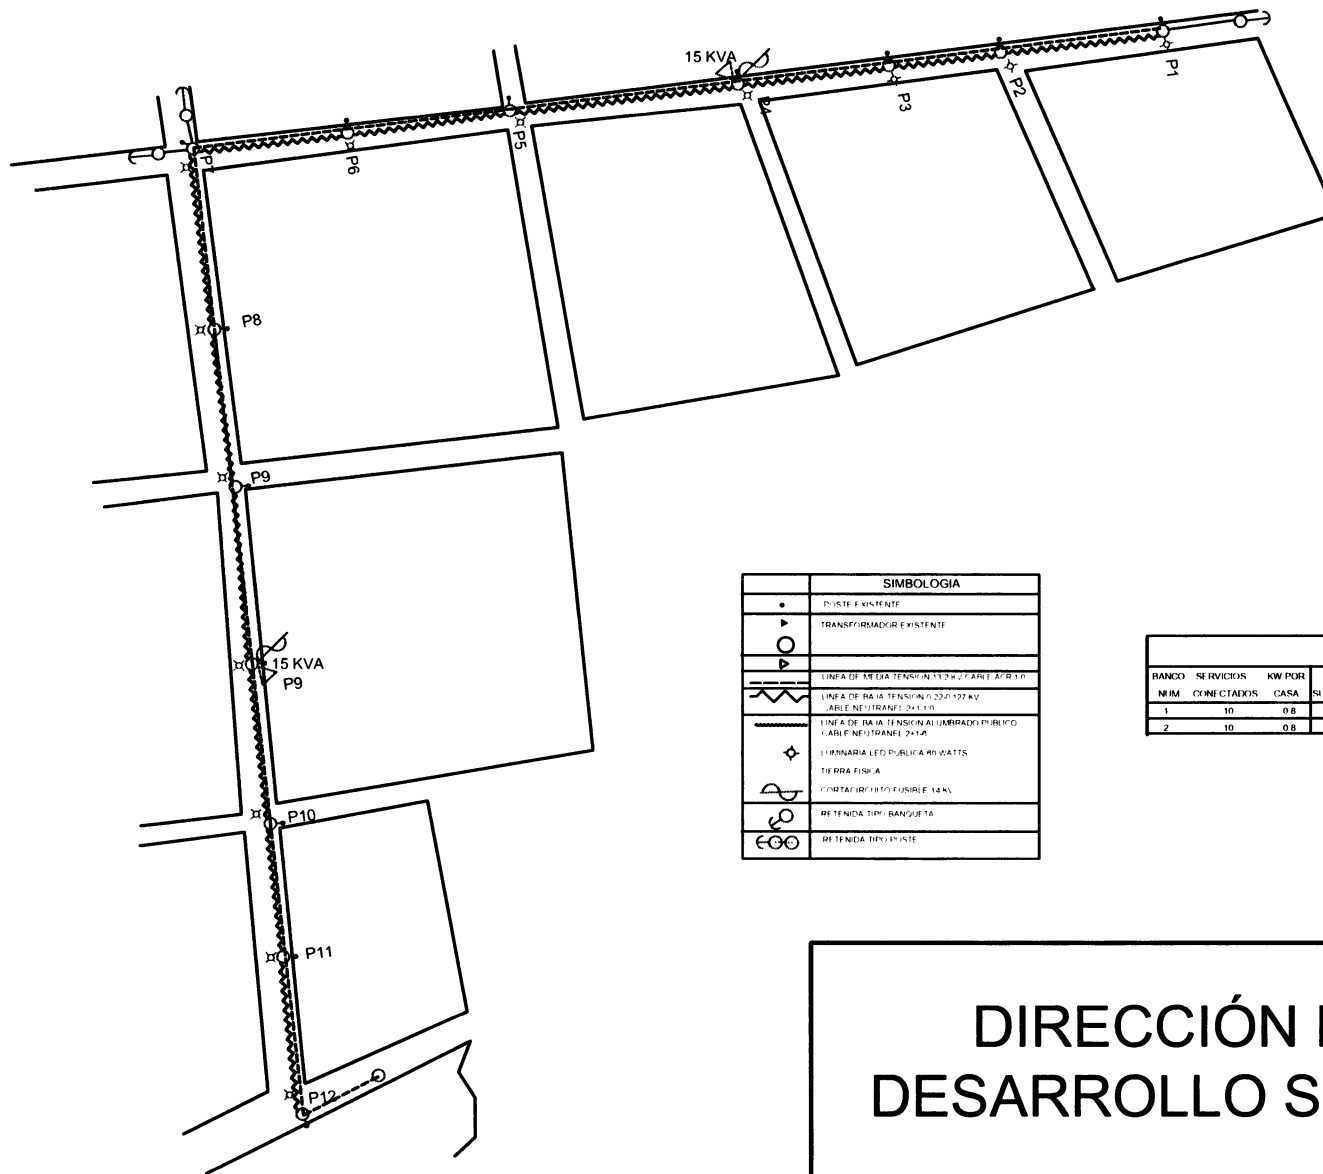 15 KVA
P1
P2
P3
P4
P5
P6
P7
P8
P9
15 KVA
P9
P10
P11
P12
SIMBOLOGIA
POSTE EXISTENTE
TRANSFORMADOR EXISTENTE
LINEA DE MEDIA TENSION 13.2 KV CABLE ACR 1/0
LINEA DE BAJA TENSION 0.22-0.127 KV
CABLE NEUTRANEL 2+1 1/0
LINEA DE BAJA TENSION ALUMBRADO PUBLICO
CABLE NEUTRANEL 2+1-6
LUMINARIA LED PUBLICA 60 WATTS
TIERRA FISICA
CORTACIRCUITO FUSIBLE 14 KV
RETENIDA TIPO BANQUETA
RETENIDA TIPO POSTE
BANCO SERVICIOS KW POR
NUM CONECTADOS CASA
1 10 0.8
2 10 0.8
DIRECCIÓN
DESARROLLO S